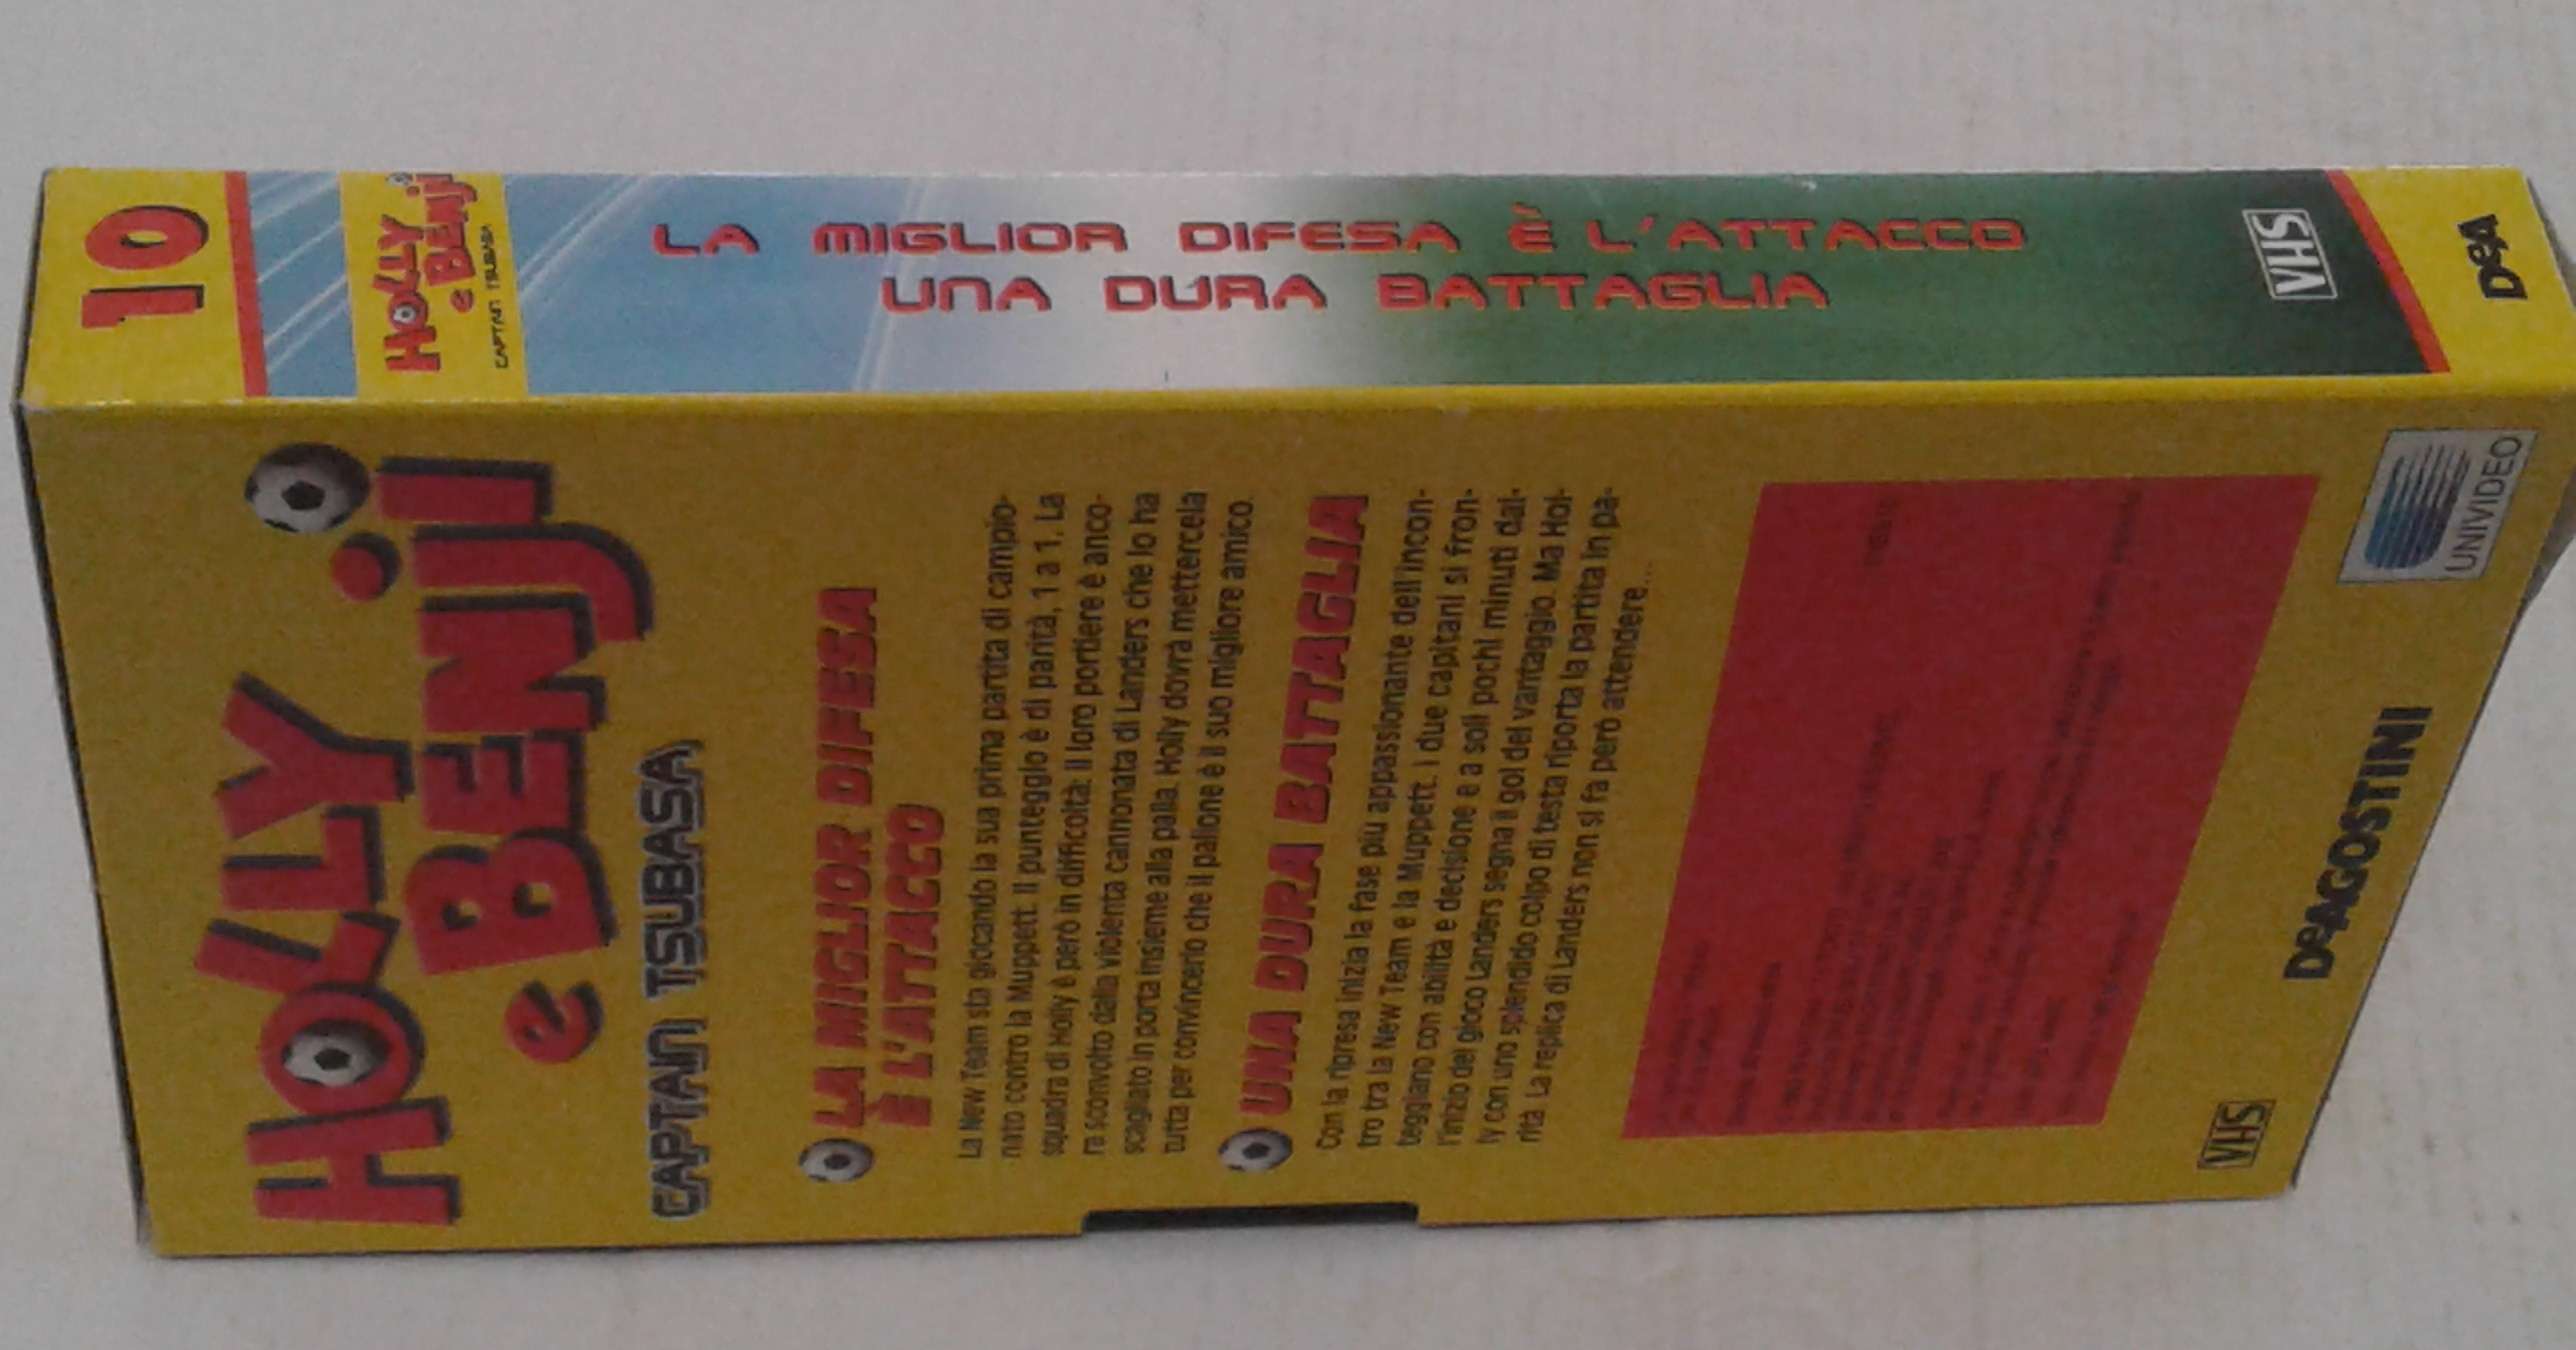 10
HOLLY
e BENJI
CAPTAIN TSUBASA
LA MIGLIOR DIFESA È L'ATTACCO
UNA DURA BATTAGLIA
VHS
DeA
HOLLY
e BENJI
CAPTAIN TSUBASA
LA MIGLIOR DIFESA
È L'ATTACCO
La New Team sta giocando la sua prima partita di campio-
nato contro la Muppett. Il punteggio è di parità, 1 a 1. La
squadra di Holly è però in difficoltà: il loro portiere è anco-
ra sconvolto dalla violenta cannonata di Landers che lo ha
scagliato in porta insieme alla palla. Holly dovrà mettercela
tutta per convincerlo che il pallone è il suo migliore amico.
UNA DURA BATTAGLIA
Con la ripresa inizia la fase più appassionante dell'incon-
tro tra la New Team e la Muppett. I due capitani si fron-
teggiano con abilità e decisione e a soli pochi minuti dal-
l'inizio del gioco Landers segna il gol del vantaggio. Ma Hol-
ly con uno splendido colpo di testa riporta la partita in pa-
rità. La replica di Landers non si fa però attendere...
VHS
DeAGOSTINI
UNIVIDEO